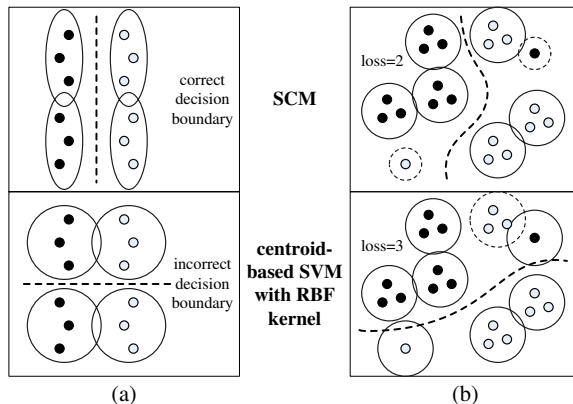 correct
decision
boundary
SCM
loss=2
incorrect
decision
boundary
centroid-
based SVM
with RBF
kernel
loss=3
(a)
(b)